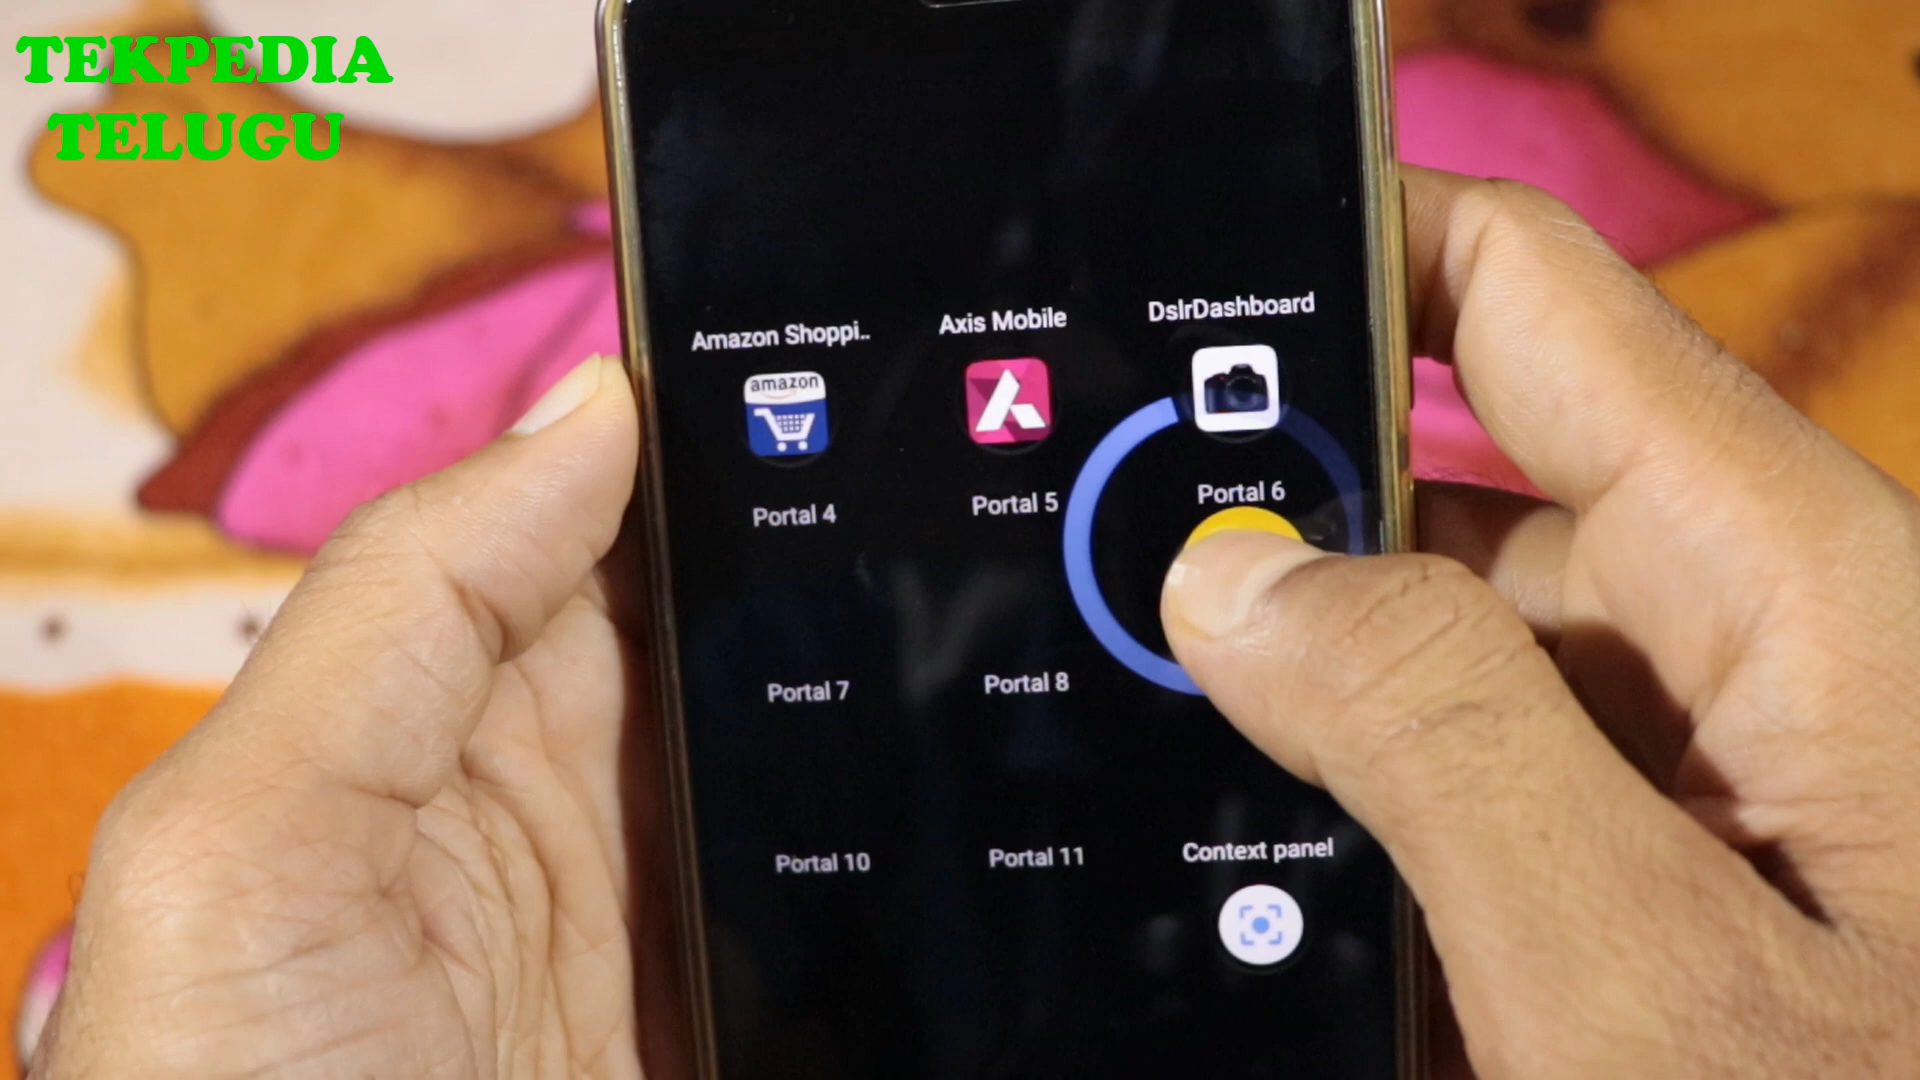 TEKPEDIA
TELUGU
Amazon Shoppi..
Axis Mobile
DslrDashboard
amazon
Portal 4
Portal 5
Portal 6
Portal 7
Portal 8
Portal 10
Portal 11
Context panel